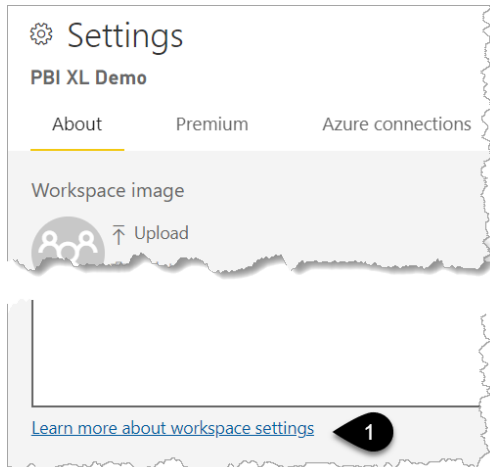 Settings
PBI XL Demo
About Premium Azure connections
Workspace image
Upload
Learn more about workspace settings 1